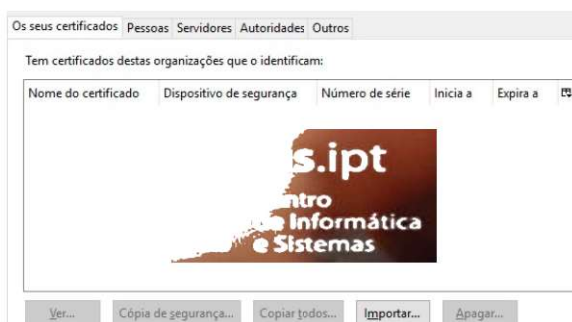 Os seus certificados Pessoas Servidores Autoridades Outros
Tem certificados destas organizações que o identificam:
Nome do certificado Dispositivo de segurança Número de série Inicia a Expira a
s.ipt
ntro
e Informática
e Sistemas
Ver... Cópia de segurança... Copiar todos... Importar... Apagar...